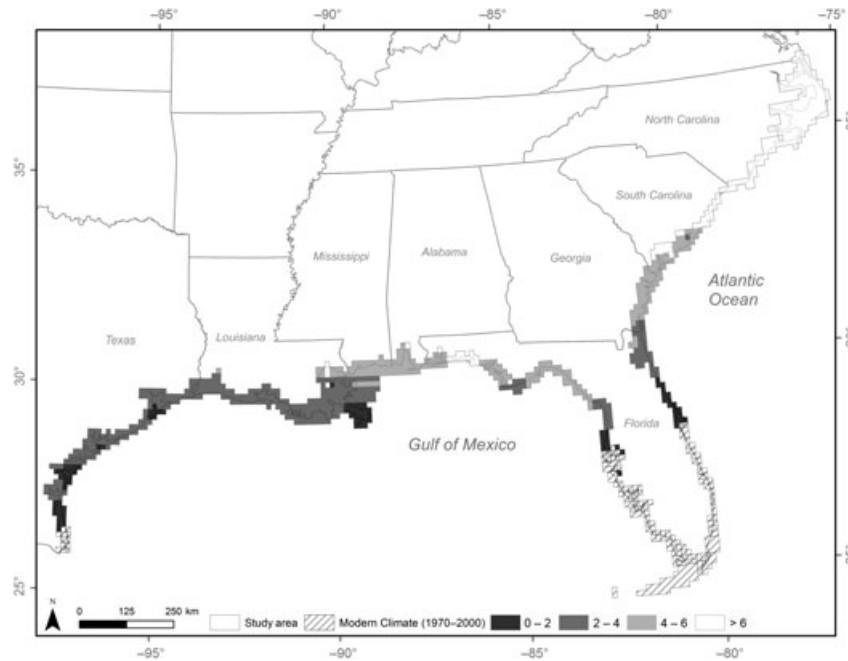 −95° −90° −85° −80° −75°
35°
30°
25°
North Carolina
South Carolina
Mississippi
Alabama
Georgia
Atlantic
Ocean
Texas
Louisiana
Florida
Gulf of Mexico
N
0 125 250 km
Study area
Modern Climate (1970–2000)
0 – 2
2 – 4
4 – 6
> 6
−95° −90° −85° −80°